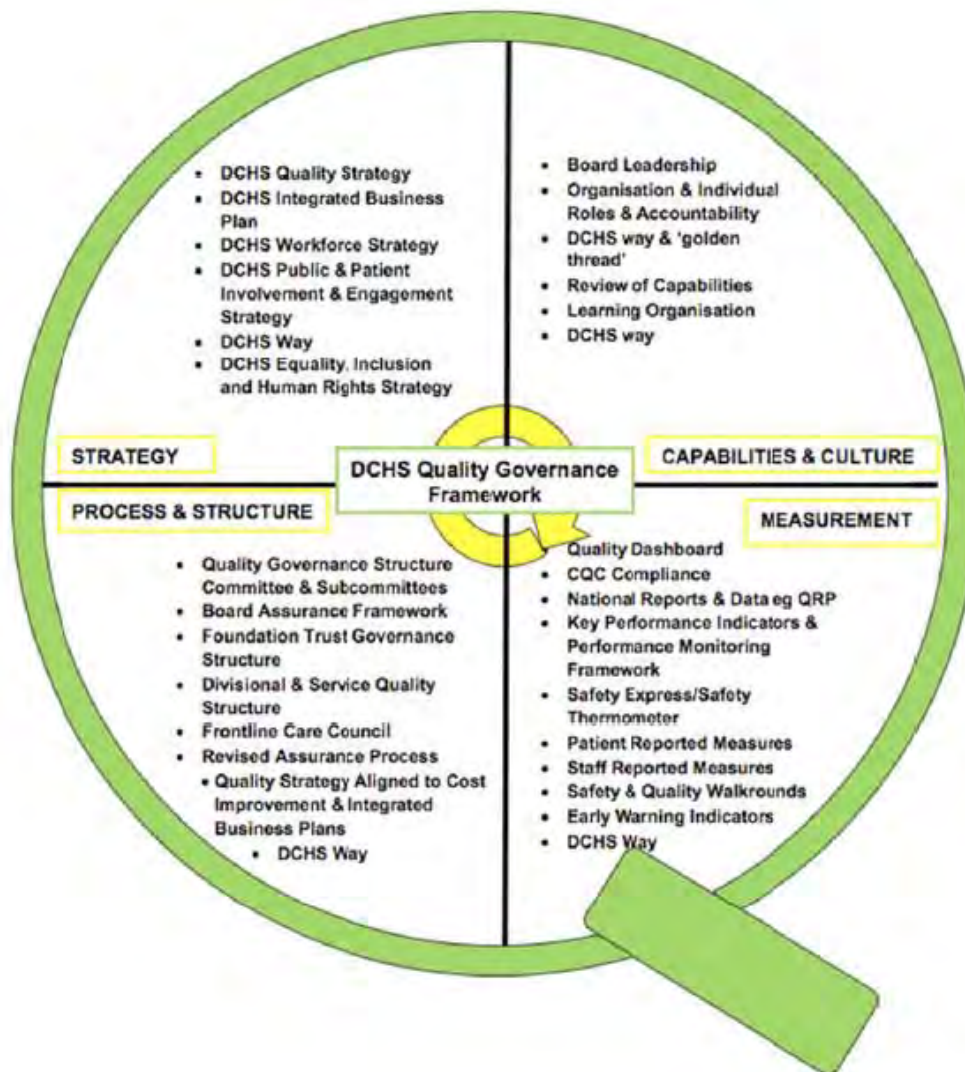 • DCHS Quality Strategy
• DCHS Integrated Business
Plan
• DCHS Workforce Strategy
• DCHS Public & Patient
Involvement & Engagement
Strategy
• DCHS Way
• DCHS Equality, Inclusion
and Human Rights Strategy
STRATEGY
• Board Leadership
• Organisation & Individual
Roles & Accountability
• DCHS way & ‘golden
thread’
• Review of Capabilities
• Learning Organisation
• DCHS way
CAPABILITIES & CULTURE
DCHS Quality Governance
Framework
PROCESS & STRUCTURE
• Quality Governance Structure
Committee & Subcommittees
• Board Assurance Framework
• Foundation Trust Governance
Structure
• Divisional & Service Quality
Structure
• Frontline Care Council
• Revised Assurance Process
• Quality Strategy Aligned to Cost
Improvement & Integrated
Business Plans
• DCHS Way
MEASUREMENT
• Quality Dashboard
• CQC Compliance
• National Reports & Data eg QRP
• Key Performance Indicators &
Performance Monitoring
Framework
• Safety Express/Safety
Thermometer
• Patient Reported Measures
• Staff Reported Measures
• Safety & Quality Walkrounds
• Early Warning Indicators
• DCHS Way